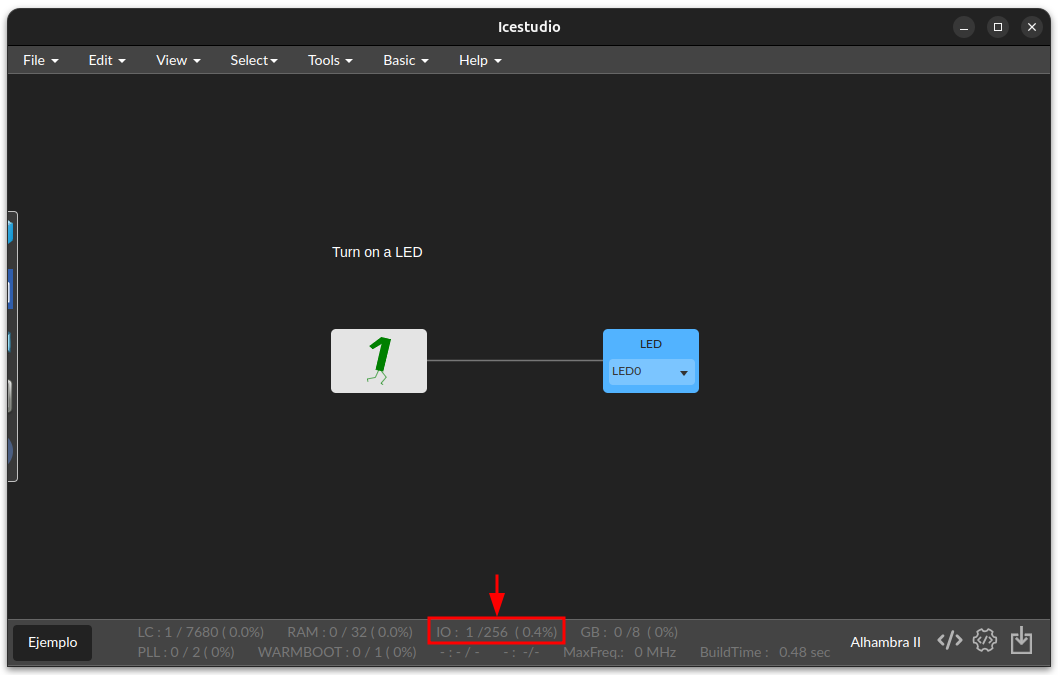 Icestudio
File Edit View Select Tools Basic Help
Turn on a LED
1
LED
LED0
Ejemplo
LC : 1 / 7680 ( 0.0%) RAM : 0 / 32 ( 0.0%) IO : 1 /256 ( 0.4%) GB : 0 /8 ( 0%)
PLL : 0 / 2 ( 0%) WARMBOOT : 0 / 1 ( 0%) - : - / - - : -/- MaxFreq.: 0 MHz BuildTime : 0.48 sec
Alhambra II